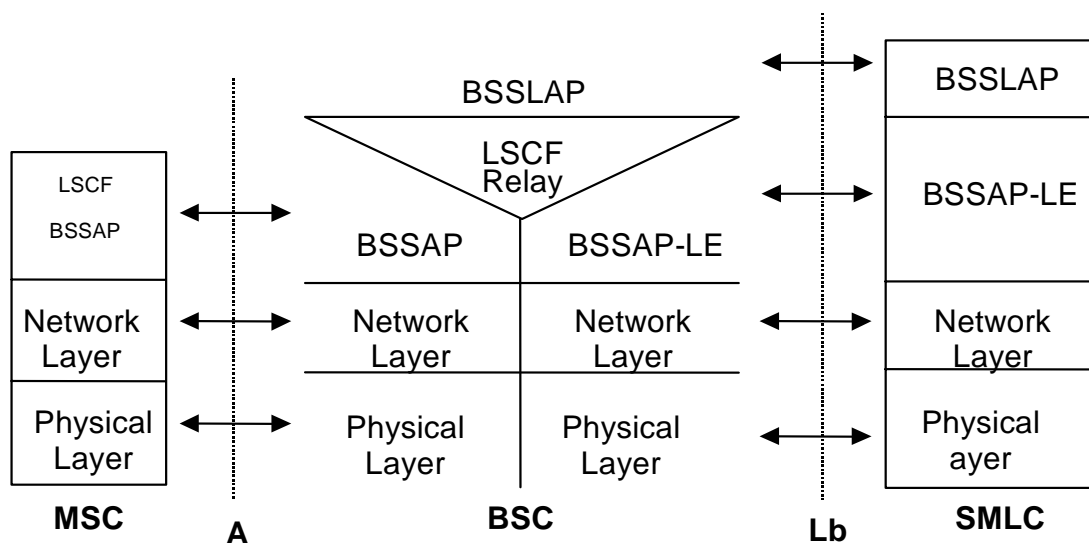 BSSLAP
LSCF
Relay
BSSAP
BSSAP-LE
Network
Layer
Network
Layer
Physical
Layer
Physical
Layer
BSC
LSCF
BSSAP
Network
Layer
Physical
Layer
MSC
A
BSSLAP
BSSAP-LE
Network
Layer
Physical
ayer
SMLC
Lb